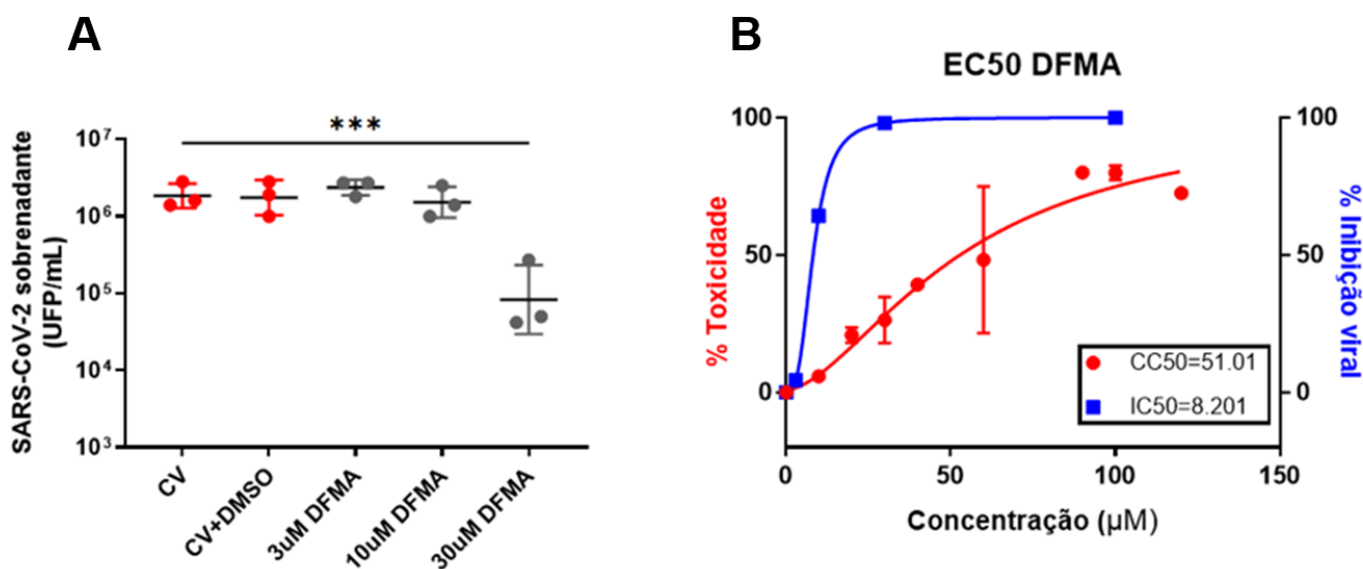 A
SARS-CoV-2 sobrenadante
(UFP/mL)
10⁷
10⁶
10⁵
10⁴
10³
***
CV
CV+DMSO
3uM DFMA
10uM DFMA
30uM DFMA
B
EC50 DFMA
% Toxicidade
100
50
0
100
50
0
% Inibição viral
CC50=51.01
IC50=8.201
0
50
100
150
Concentração (μM)